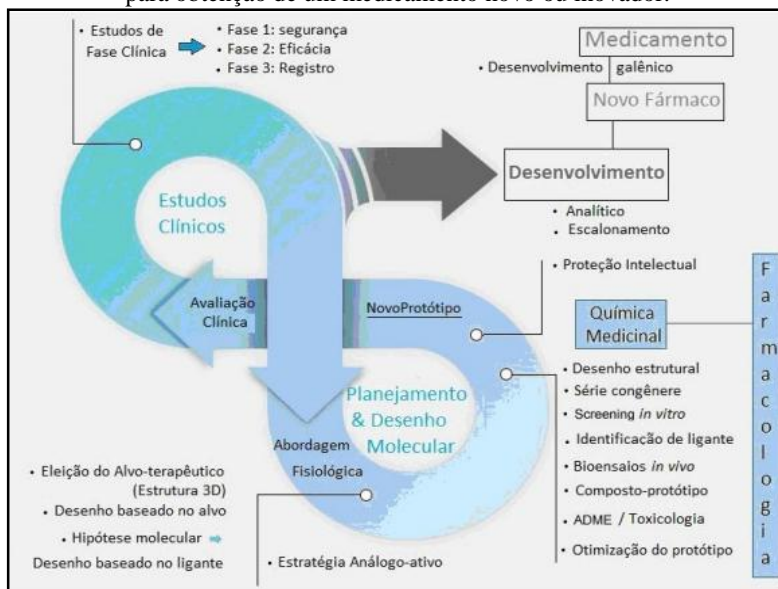 para obtenção de um medicamento novo ou inovador.
• Estudos de
Fase Clínica
• Fase 1: segurança
• Fase 2: Eficácia
• Fase 3: Registro
Medicamento
• Desenvolvimento galênico
Novo Fármaco
Desenvolvimento
• Analítico
• Escalonamento
Estudos
Clínicos
• Proteção Intelectual
Avaliação
Clínica
NovoProtótipo
Química
Medicinal
Farmacologia
• Desenho estrutural
• Série congênere
• Screening in vitro
• Identificação de ligante
• Bioensaios in vivo
• Composto-protótipo
• ADME / Toxicologia
• Otimização do protótipo
Planejamento
& Desenho
Molecular
Abordagem
Fisiológica
• Eleição do Alvo-terapêutico
(Estrutura 3D)
• Desenho baseado no alvo
• Hipótese molecular ⇒
Desenho baseado no ligante
• Estratégia Análogo-ativo